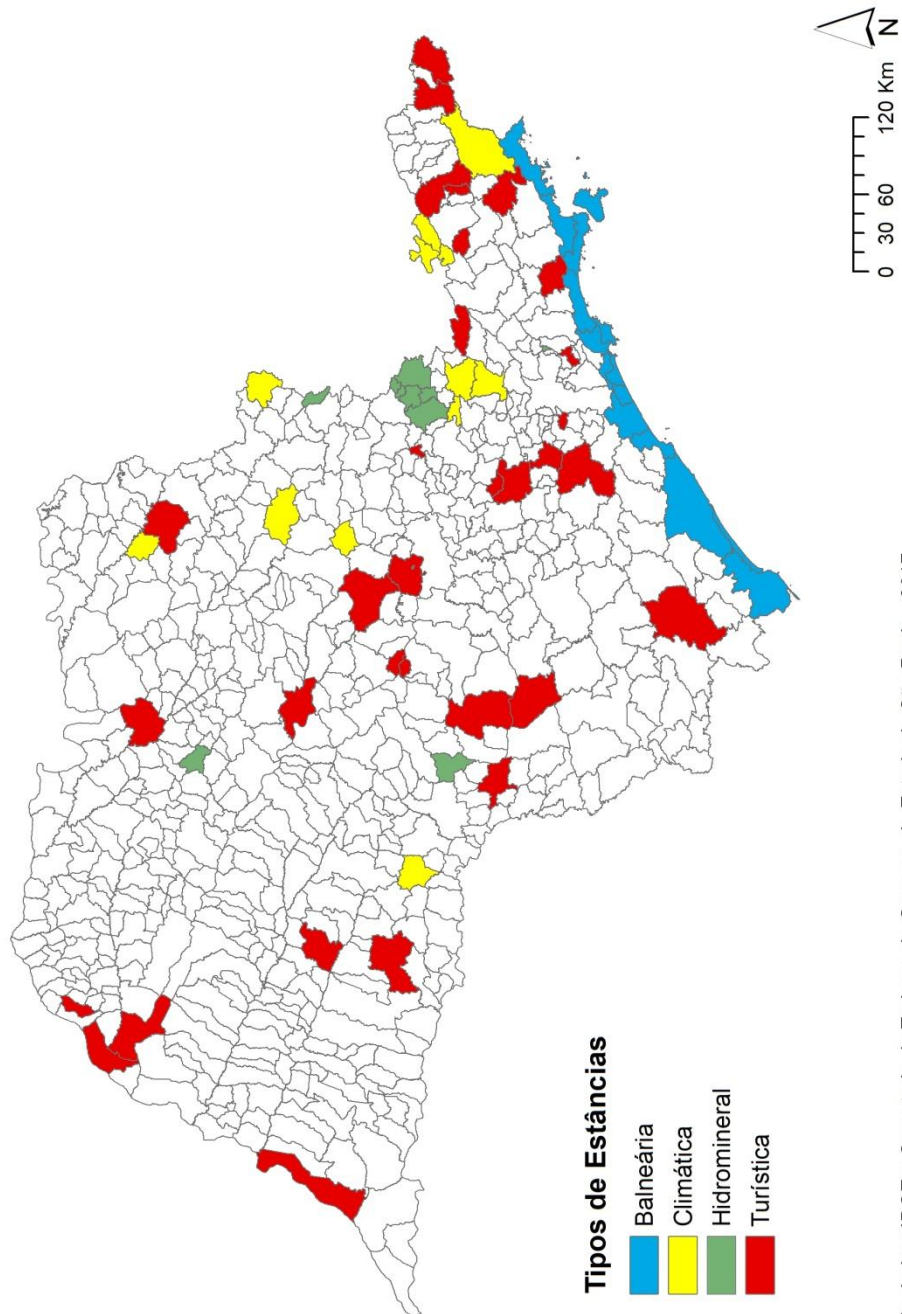 N
0 30 60 120 Km
Tipos de Estâncias
Balneária
Climática
Hidromineral
Turística